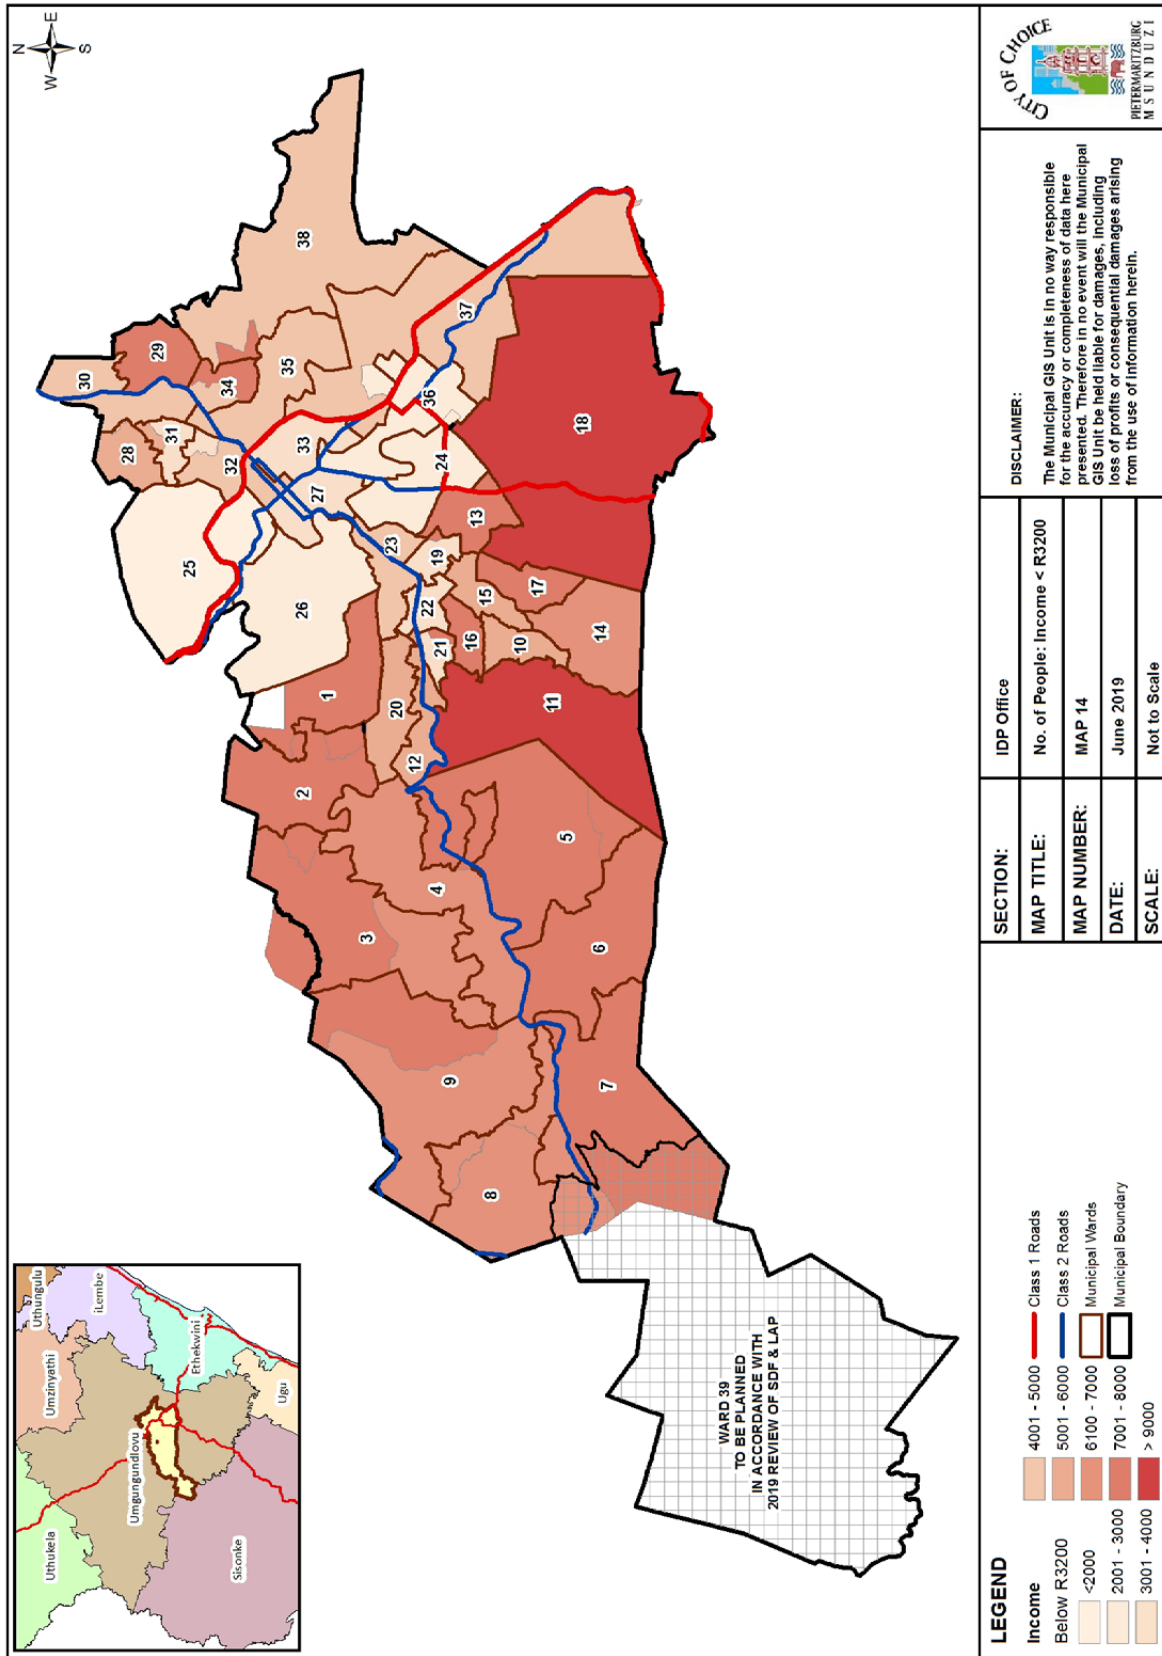 N
E
W
S
Uthukela
Umzinyathi
Uthungulu
iLembe
Umgungundlovu
Ethekwini
Ugu
Sisonke
30
29
28
31
34
38
35
32
33
25
27
26
37
36
24
18
13
23
19
22
15
17
16
21
10
14
1
20
11
12
2
5
4
3
6
9
7
8
WARD 39
TO BE PLANNED
IN ACCORDANCE WITH
2019 REVIEW OF SDF & LAP
LEGEND
Income
Below R3200
<2000
2001 - 3000
3001 - 4000
4001 - 5000
5001 - 6000
6100 - 7000
7001 - 8000
> 9000
Class 1 Roads
Class 2 Roads
Municipal Wards
Municipal Boundary
SECTION: IDP Office
MAP TITLE: No. of People: Income < R3200
MAP NUMBER: MAP 14
DATE: June 2019
SCALE: Not to Scale
DISCLAIMER:
The Municipal GIS Unit is in no way responsible
for the accuracy or completeness of data here
presented. Therefore in no event will the Municipal
GIS Unit be held liable for damages, including
loss of profits or consequential damages arising
from the use of information herein.
CITY OF CHOICE
PIETERMARITZBURG
MSUNDUZI